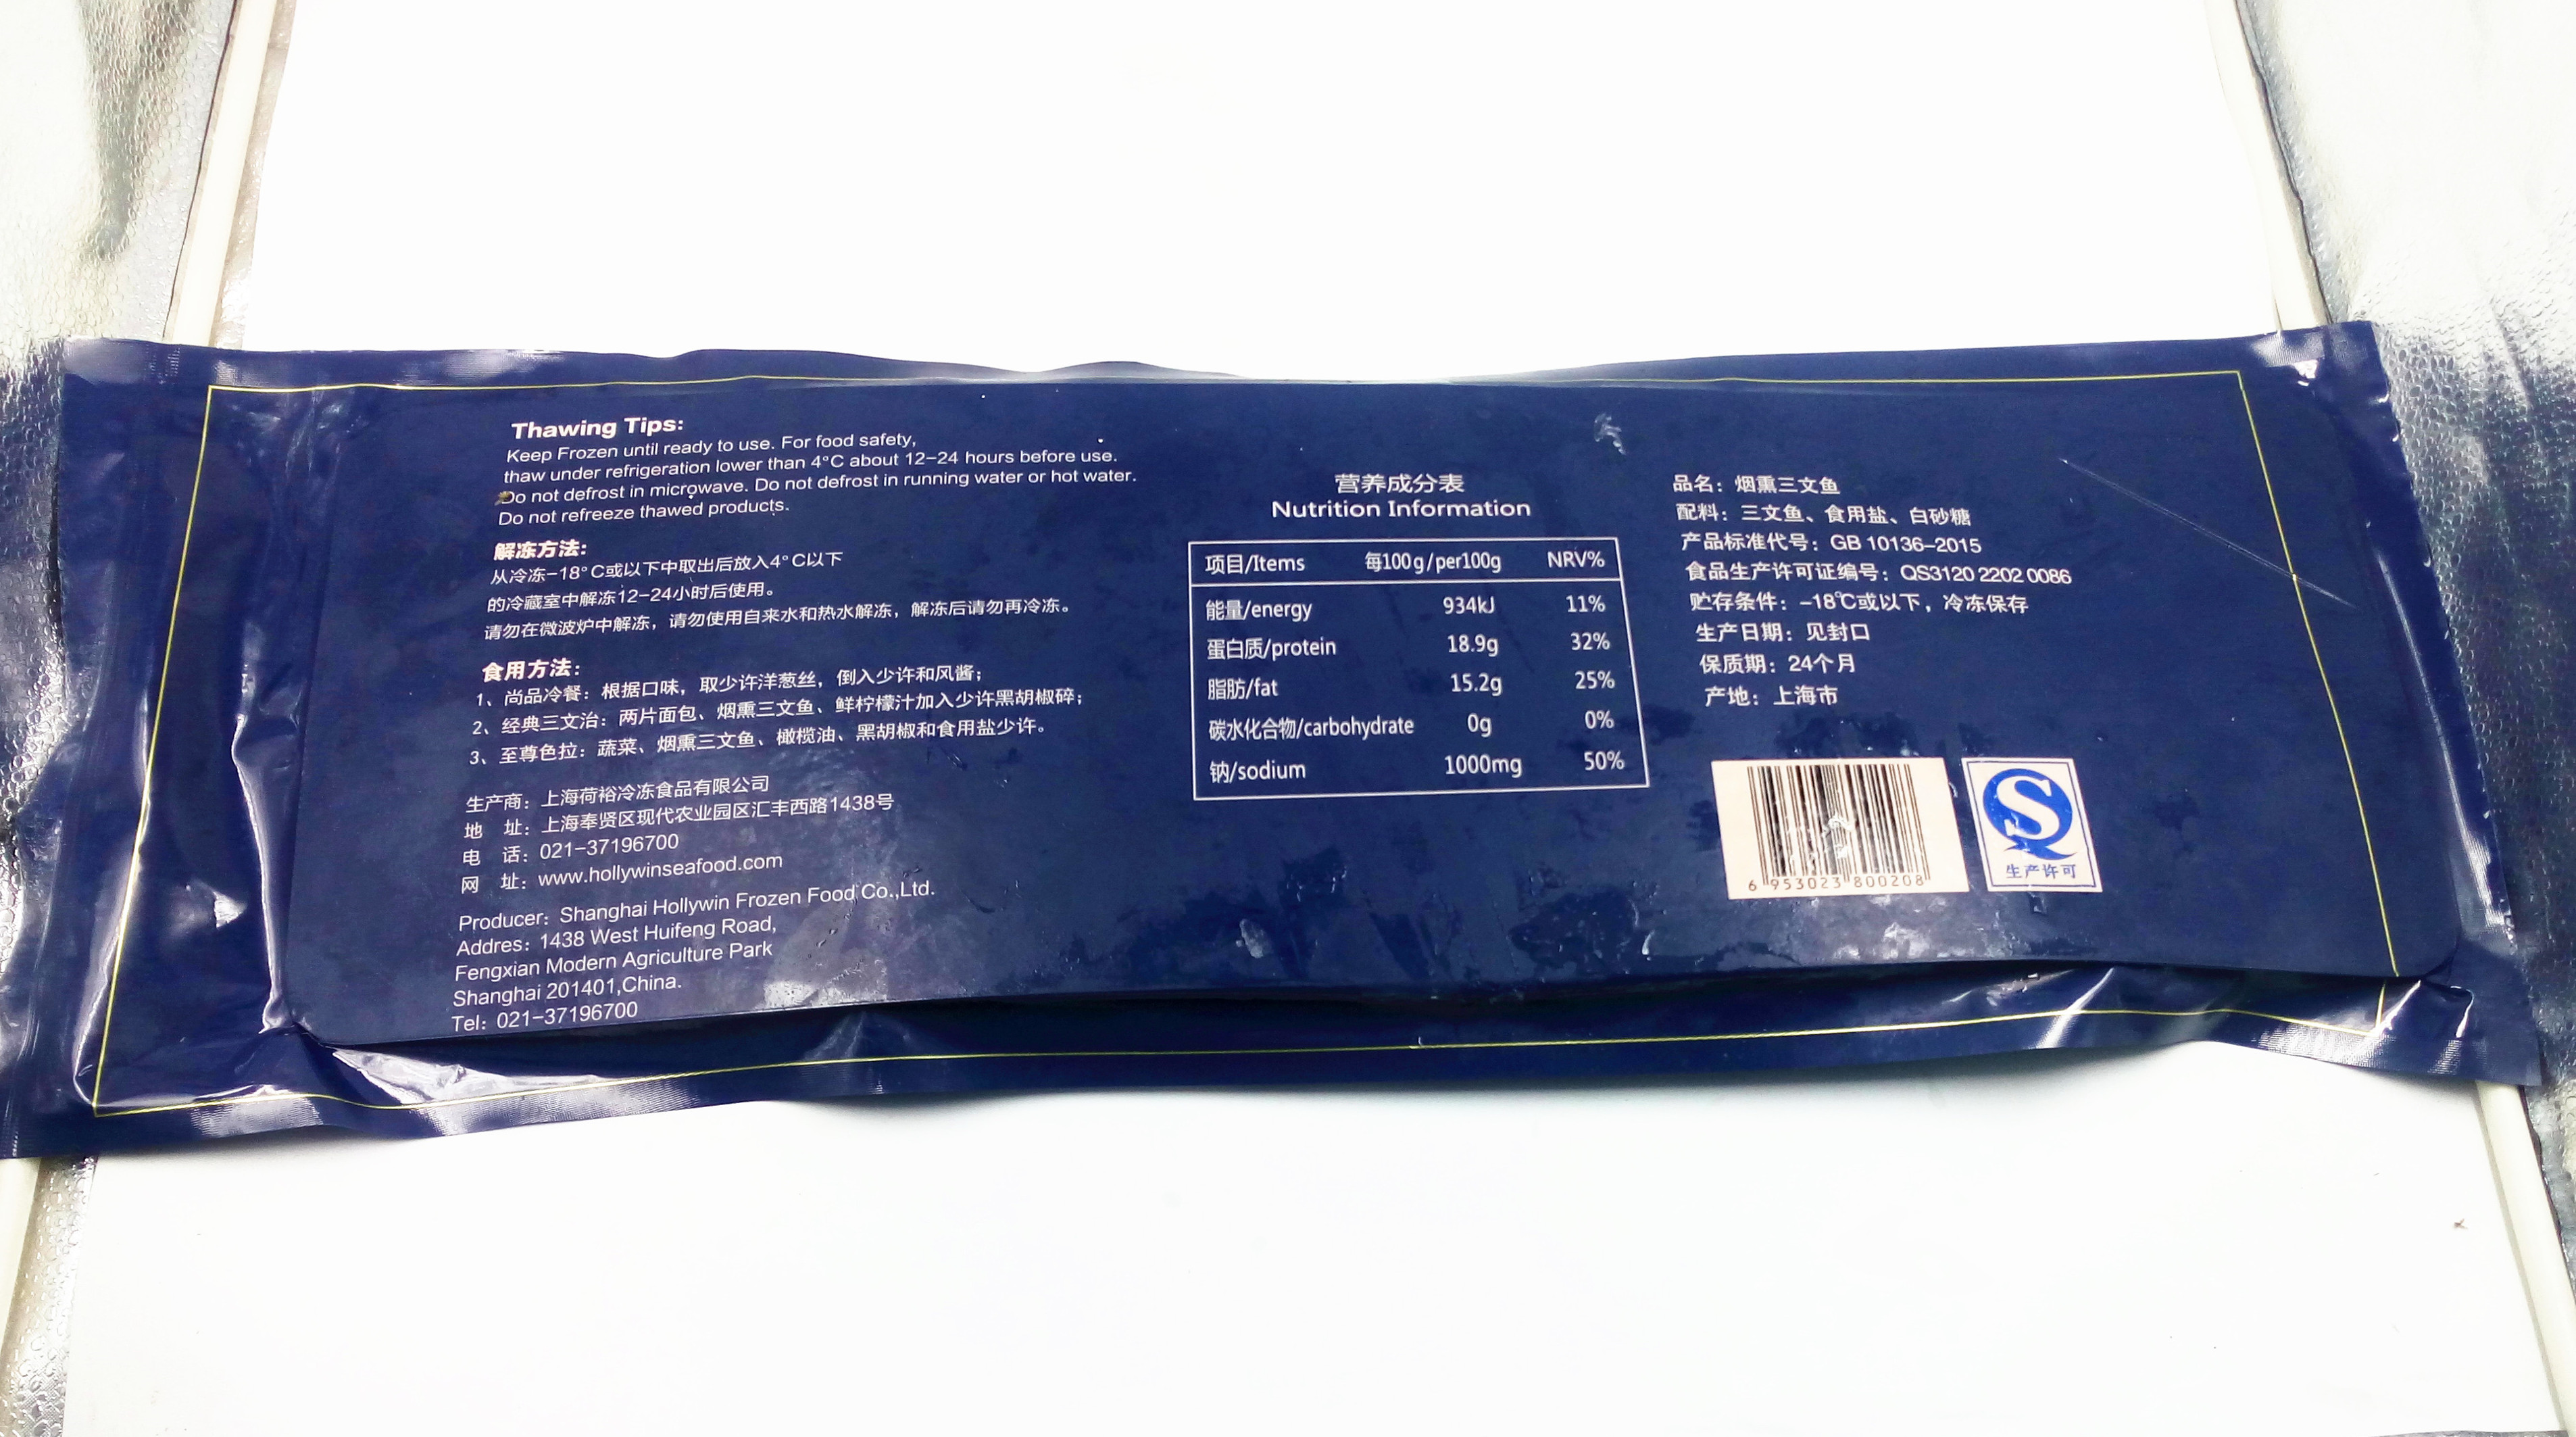 Thawing Tips:
Keep Frozen until ready to use. For food safety,
thaw under refrigeration lower than 4°C about 12-24 hours before use.
Do not defrost in microwave. Do not defrost in running water or hot water.
Do not refreeze thawed products.
解冻方法:
从冷冻-18°C或以下中取出后放入4°C以下
的冷藏室中解冻12-24小时后使用。
请勿在微波炉中解冻，请勿使用自来水和热水解冻，解冻后请勿再冷冻。
食用方法:
1、尚品冷餐：根据口味，取少许洋葱丝，倒入少许和风酱；
2、经典三文治：两片面包、烟熏三文鱼、鲜柠檬汁加入少许黑胡椒碎；
3、至尊色拉：蔬菜、烟熏三文鱼、橄榄油、黑胡椒和食用盐少许。
生产商：上海荷裕冷冻食品有限公司
地 址：上海奉贤区现代农业园区汇丰西路1438号
电 话：021-37196700
网 址：www.hollywinseafood.com
Producer: Shanghai Hollywin Frozen Food Co.,Ltd.
Addres: 1438 West Huifeng Road,
Fengxian Modern Agriculture Park
Shanghai 201401,China.
Tel: 021-37196700
营养成分表
Nutrition Information
项目/Items 每100g/per100g NRV%
能量/energy 934kJ 11%
蛋白质/protein 18.9g 32%
脂肪/fat 15.2g 25%
碳水化合物/carbohydrate 0g 0%
钠/sodium 1000mg 50%
品名：烟熏三文鱼
配料：三文鱼、食用盐、白砂糖
产品标准代号：GB 10136-2015
食品生产许可证编号：QS3120 2202 0086
贮存条件：-18℃或以下，冷冻保存
生产日期：见封口
保质期：24个月
产地：上海市
6 953023 800208
生产许可